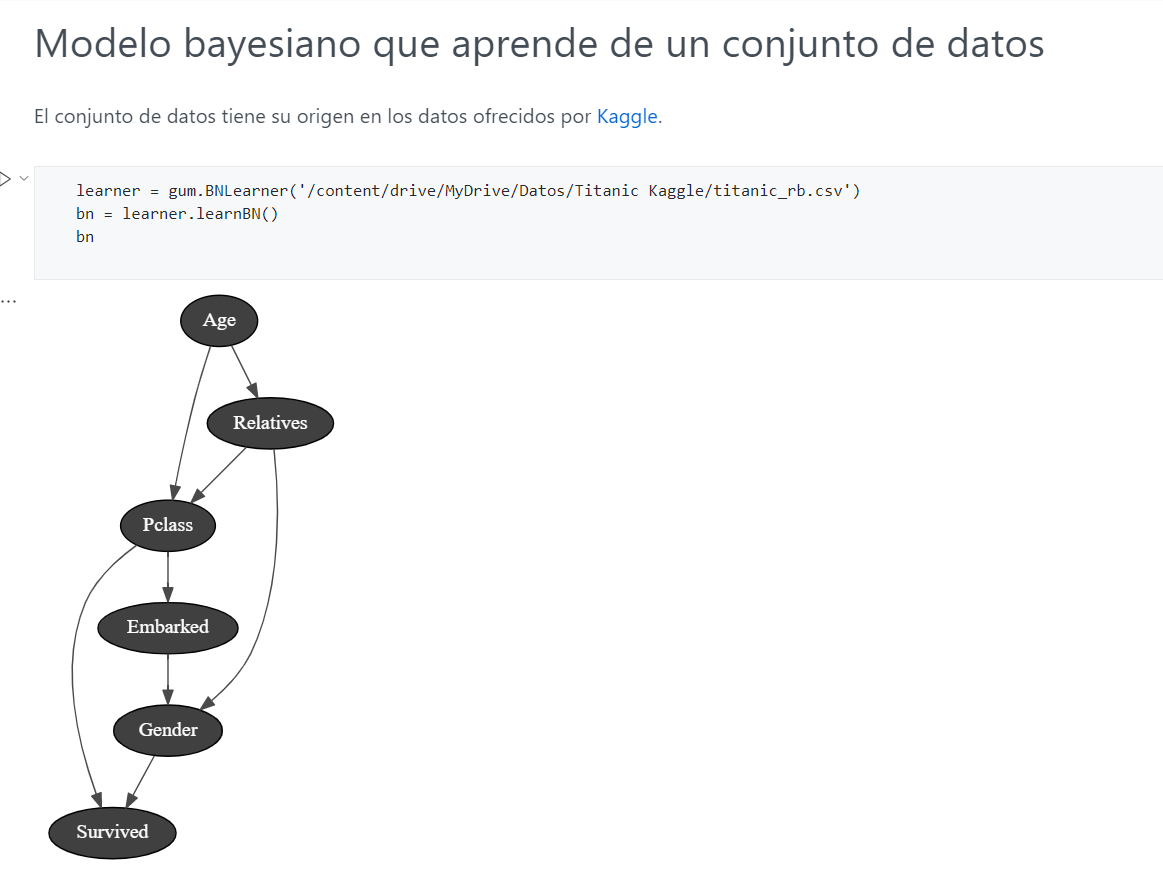 Modelo bayesiano que aprende de un conjunto de datos
El conjunto de datos tiene su origen en los datos ofrecidos por Kaggle.
learner = gum.BNLearner('/content/drive/MyDrive/Datos/Titanic Kaggle/titanic_rb.csv')
bn = learner.learnBN()
bn
...
Age
Relatives
Pclass
Embarked
Gender
Survived